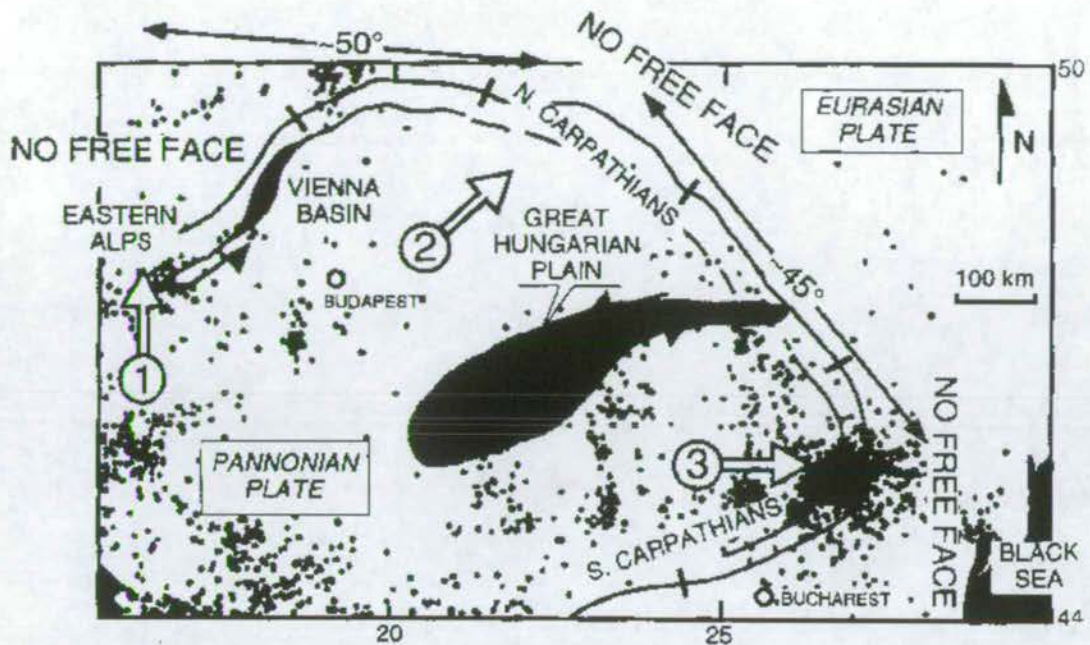 50°
NO FREE FACE
50
EURASIAN
PLATE
N
N. CARPATHIANS
NO FREE FACE
EASTERN
ALPS
VIENNA
BASIN
2
GREAT
HUNGARIAN
PLAIN
BUDAPEST
100 km
45°
1
PANNONIAN
PLATE
3
NO FREE FACE
S. CARPATHIANS
BLACK
SEA
BUCHAREST
44
20
25